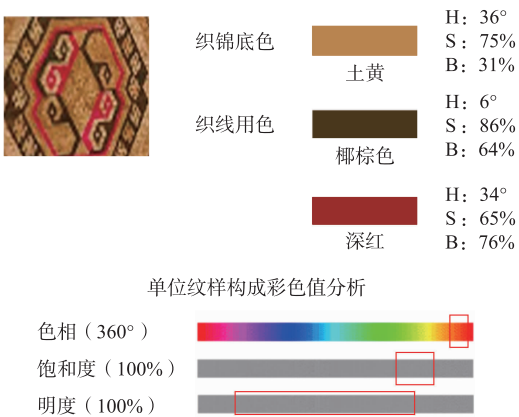 织锦底色
H：36°
S：75%
B：31%
土黄
织线用色
H：6°
S：86%
B：64%
椰棕色
H：34°
S：65%
B：76%
深红
单位纹样构成彩色值分析
色相（360°）
饱和度（100%）
明度（100%）